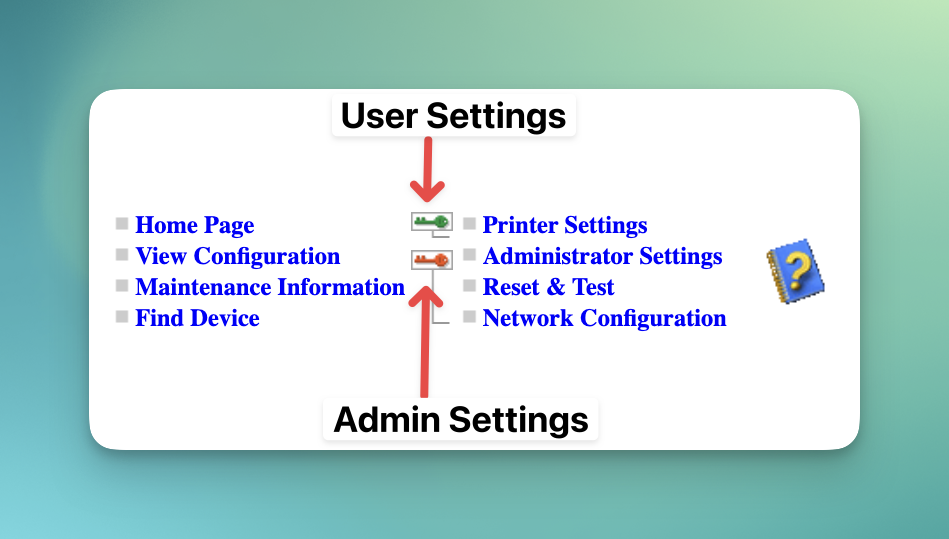 User Settings
Home Page
View Configuration
Maintenance Information
Find Device
Printer Settings
Administrator Settings
Reset & Test
Network Configuration
?
Admin Settings